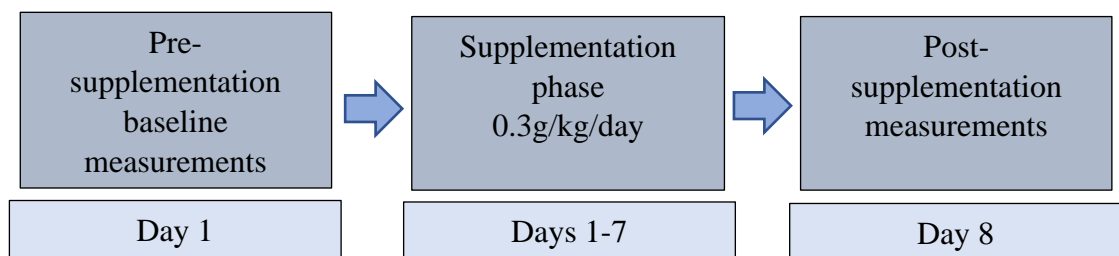 Pre-
supplementation
baseline
measurements
Day 1
Supplementation
phase
0.3g/kg/day
Days 1-7
Post-
supplementation
measurements
Day 8